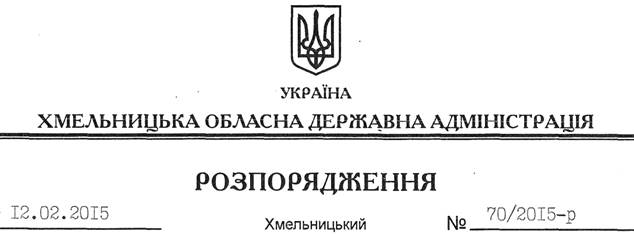 УКРАЇНА
ХМЕЛЬНИЦЬКА ОБЛАСНА ДЕРЖАВНА АДМІНІСТРАЦІЯ
РОЗПОРЯДЖЕННЯ
12.02.2015 Хмельницький № 70/2015-р